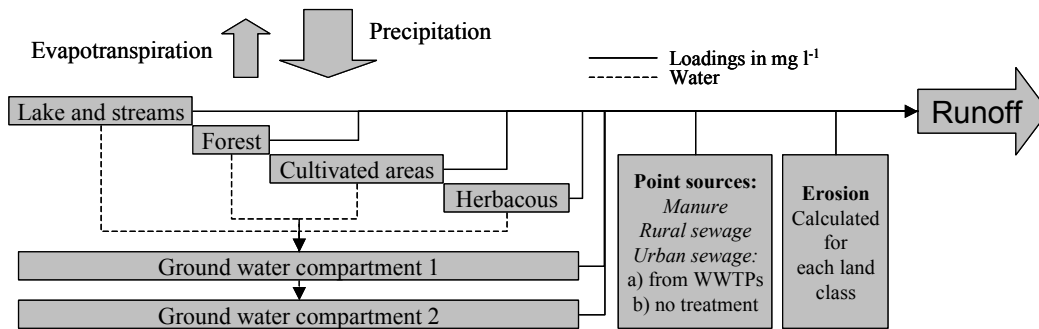 Evapotranspiration
Precipitation
Loadings in mg l-1
Water
Lake and streams
Runoff
Forest
Cultivated areas
Herbacous
Point sources:
Manure
Rural sewage
Urban sewage:
a) from WWTPs
b) no treatment
Erosion
Calculated
for
each land
class
Ground water compartment 1
Ground water compartment 2